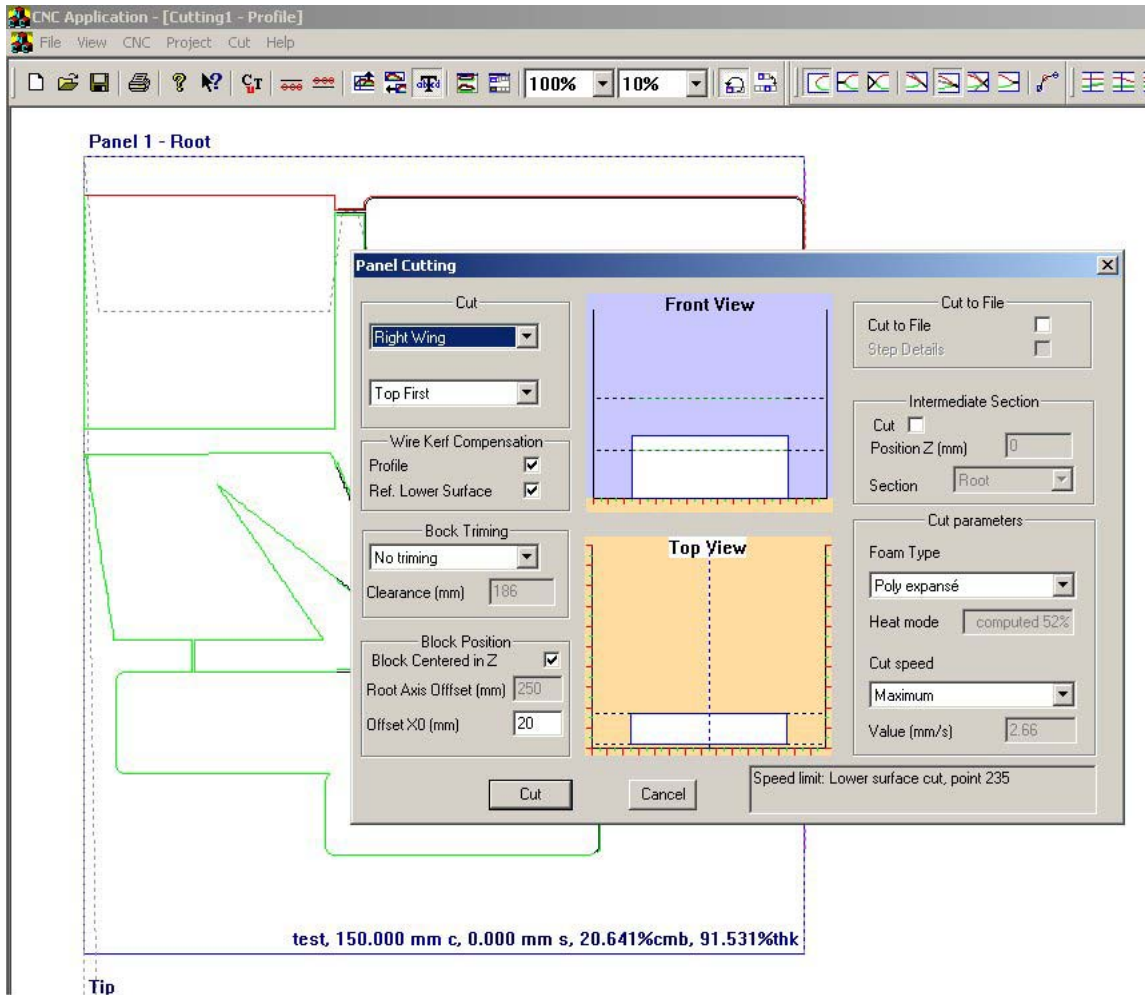 CNC Application - [Cutting1 - Profile]
File View CNC Project Cut Help
100% 10%
Panel 1 - Root
Panel Cutting
Cut
Right Wing
Top First
Wire Kerf Compensation
Profile
Ref. Lower Surface
Bock Triming
No triming
Clearance (mm) 186
Block Position
Block Centered in Z
Root Axis Offfset (mm) 250
Offset X0 (mm) 20
Front View
Top View
Cut to File
Cut to File
Step Details
Intermediate Section
Cut
Position Z (mm) 0
Section Root
Cut parameters
Foam Type
Poly expansé
Heat mode computed 52%
Cut speed
Maximum
Value (mm/s) 2.66
Cut Cancel
Speed limit: Lower surface cut, point 235
test, 150.000 mm c, 0.000 mm s, 20.641%cmb, 91.531%thk
Tip